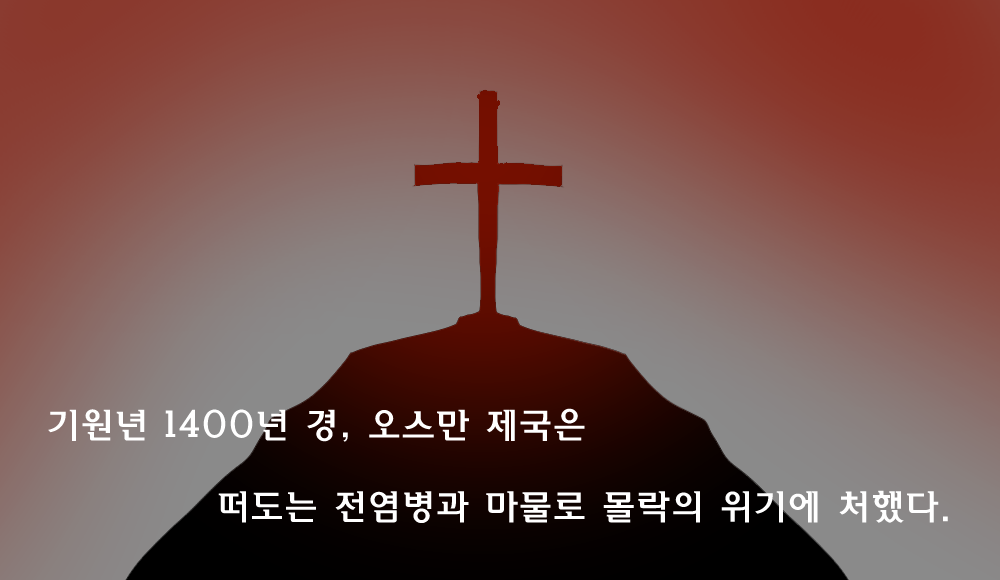 기원년 1400년 경, 오스만 제국은
떠도는 전염병과 마물로 몰락의 위기에 처했다.